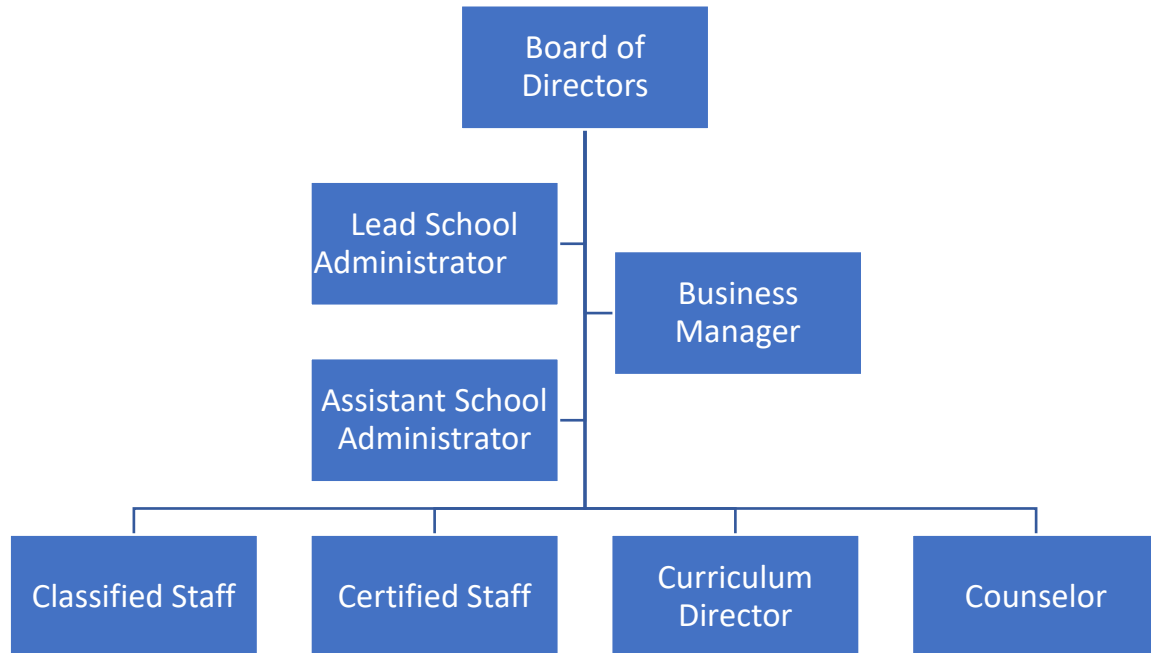 Board of
Directors
Lead School
Administrator
Business
Manager
Assistant School
Administrator
Classified Staff
Certified Staff
Curriculum
Director
Counselor